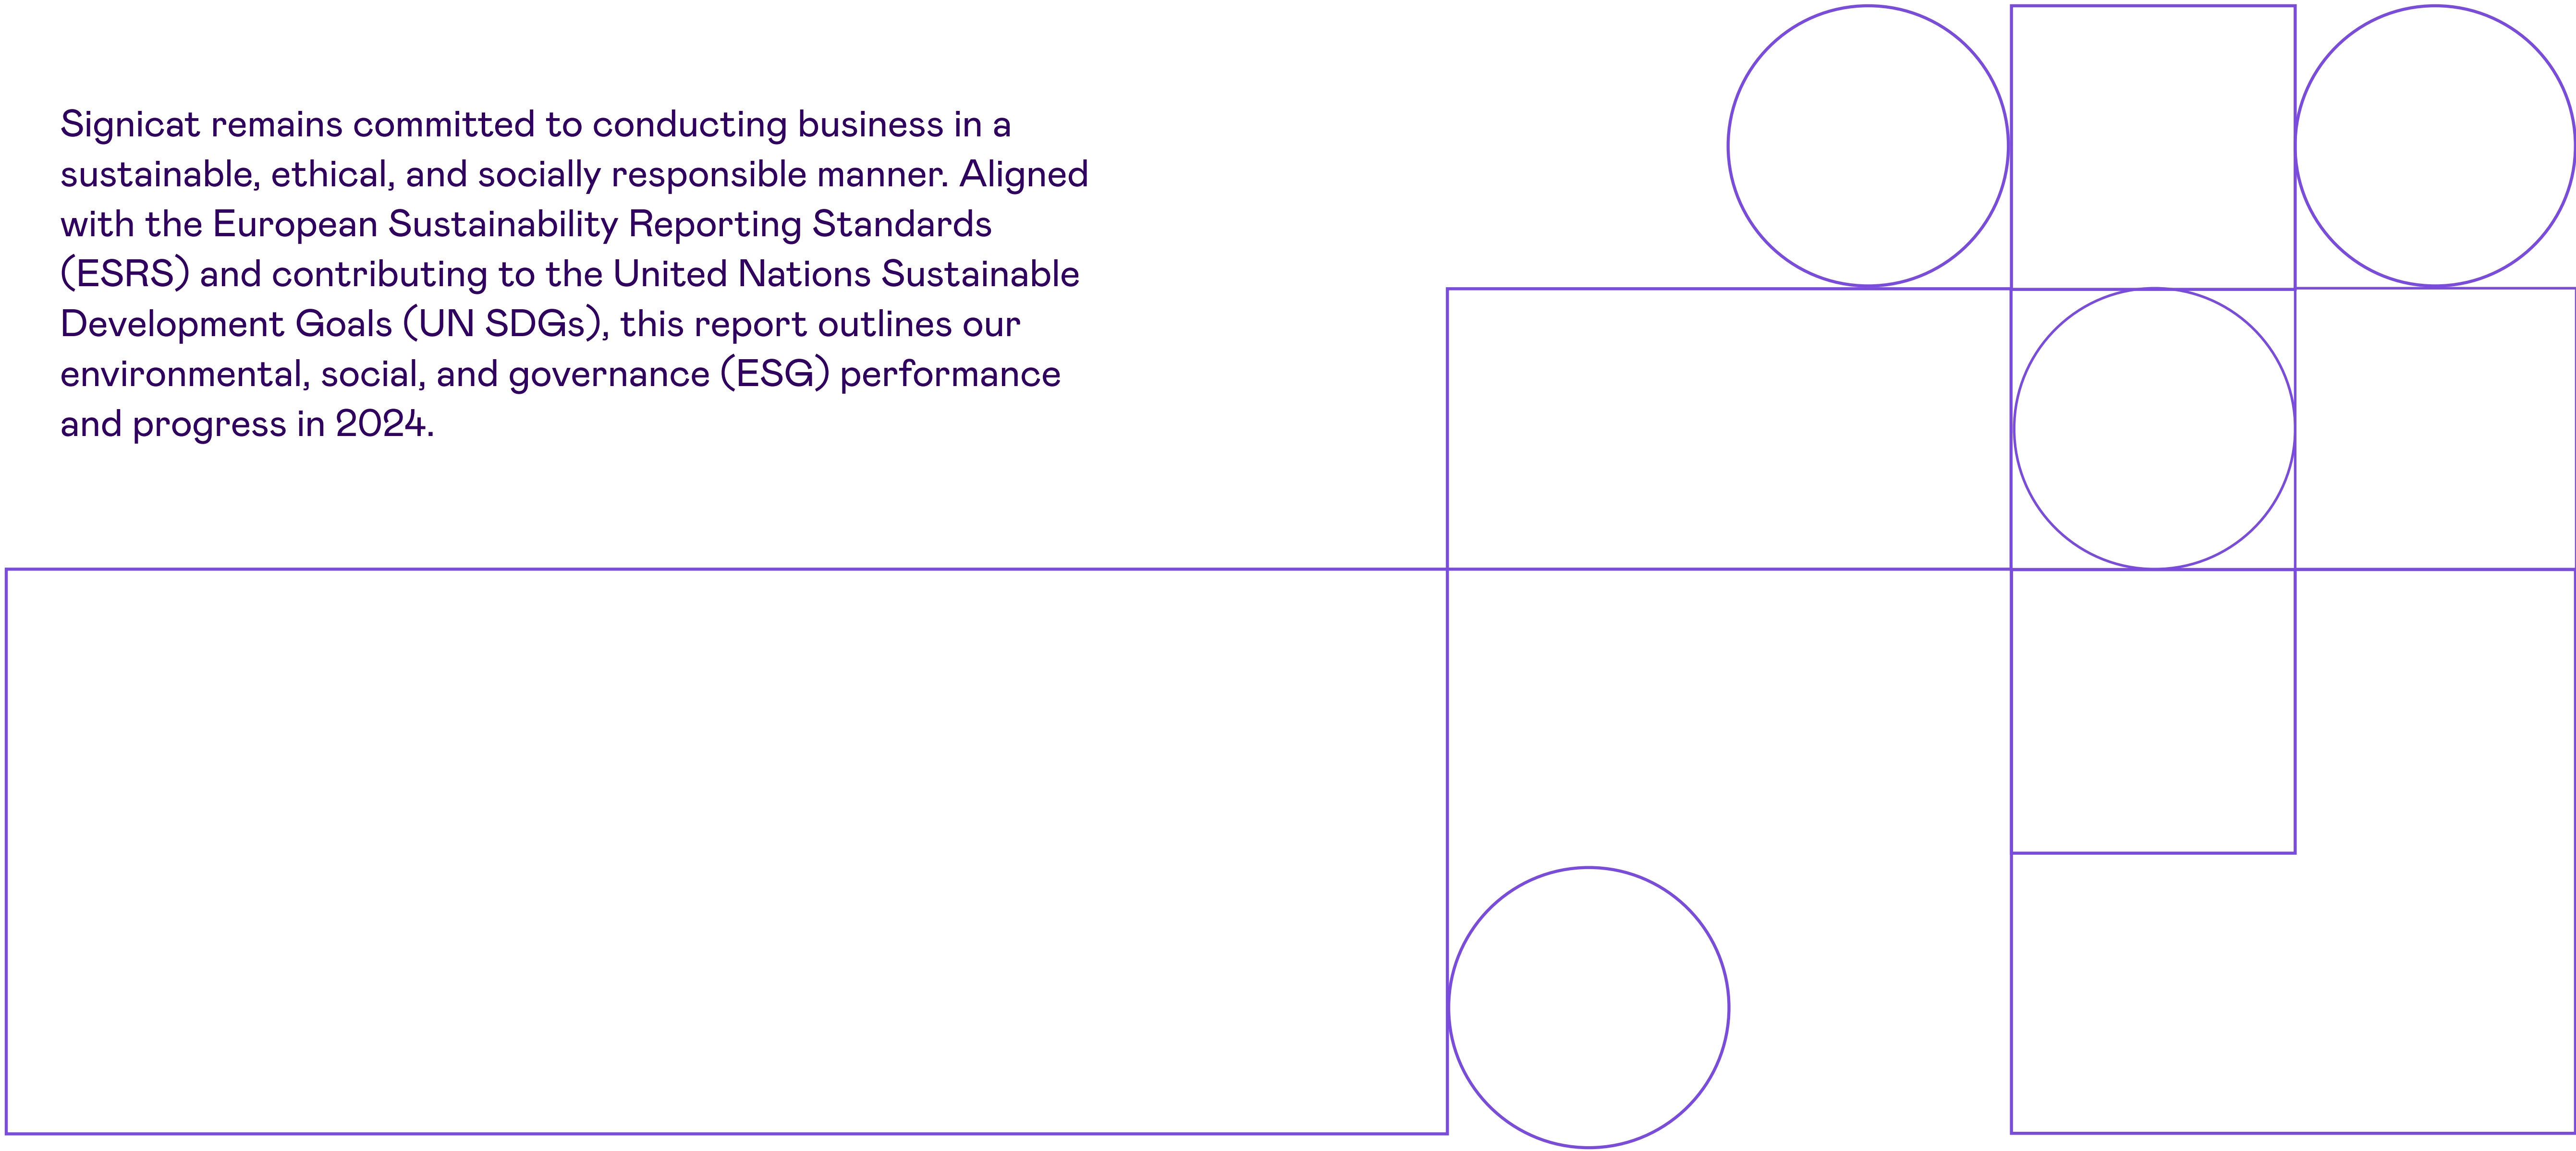 Signicat remains committed to conducting business in a
sustainable, ethical, and socially responsible manner. Aligned
with the European Sustainability Reporting Standards
(ESRS) and contributing to the United Nations Sustainable
Development Goals (UN SDGs), this report outlines our
environmental, social, and governance (ESG) performance
and progress in 2024.